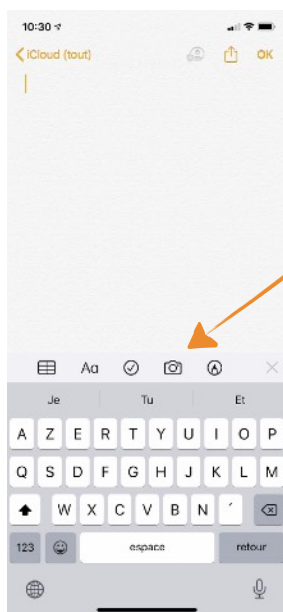 10:30
iCloud (tout) OK
Aa
Je Tu Et
A Z E R T Y U I O P
Q S D F G H J K L M
W X C V B N ´
123 espace retour